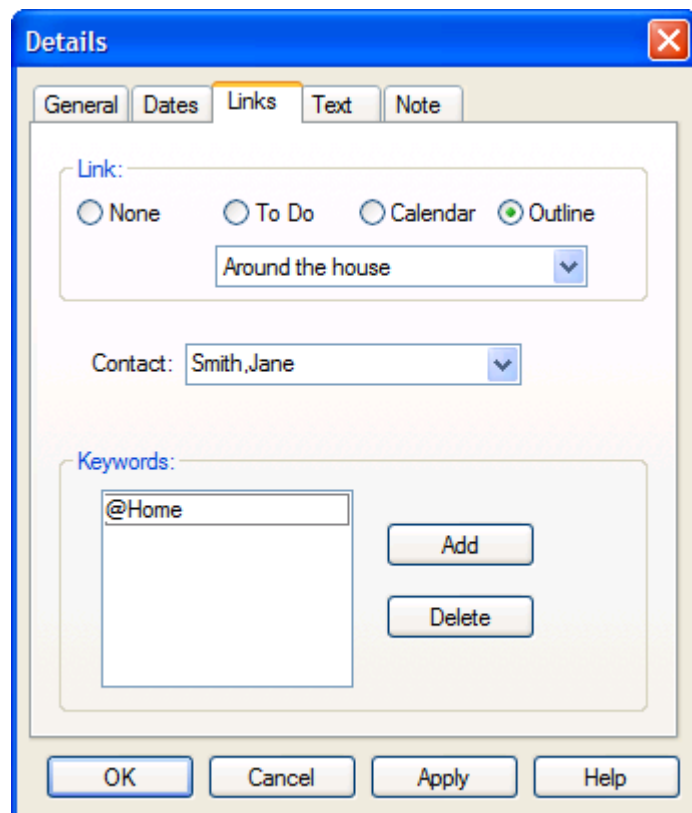 Details
General Dates Links Text Note
Link:
None To Do Calendar Outline
Around the house
Contact: Smith,Jane
Keywords:
@Home
Add
Delete
OK Cancel Apply Help